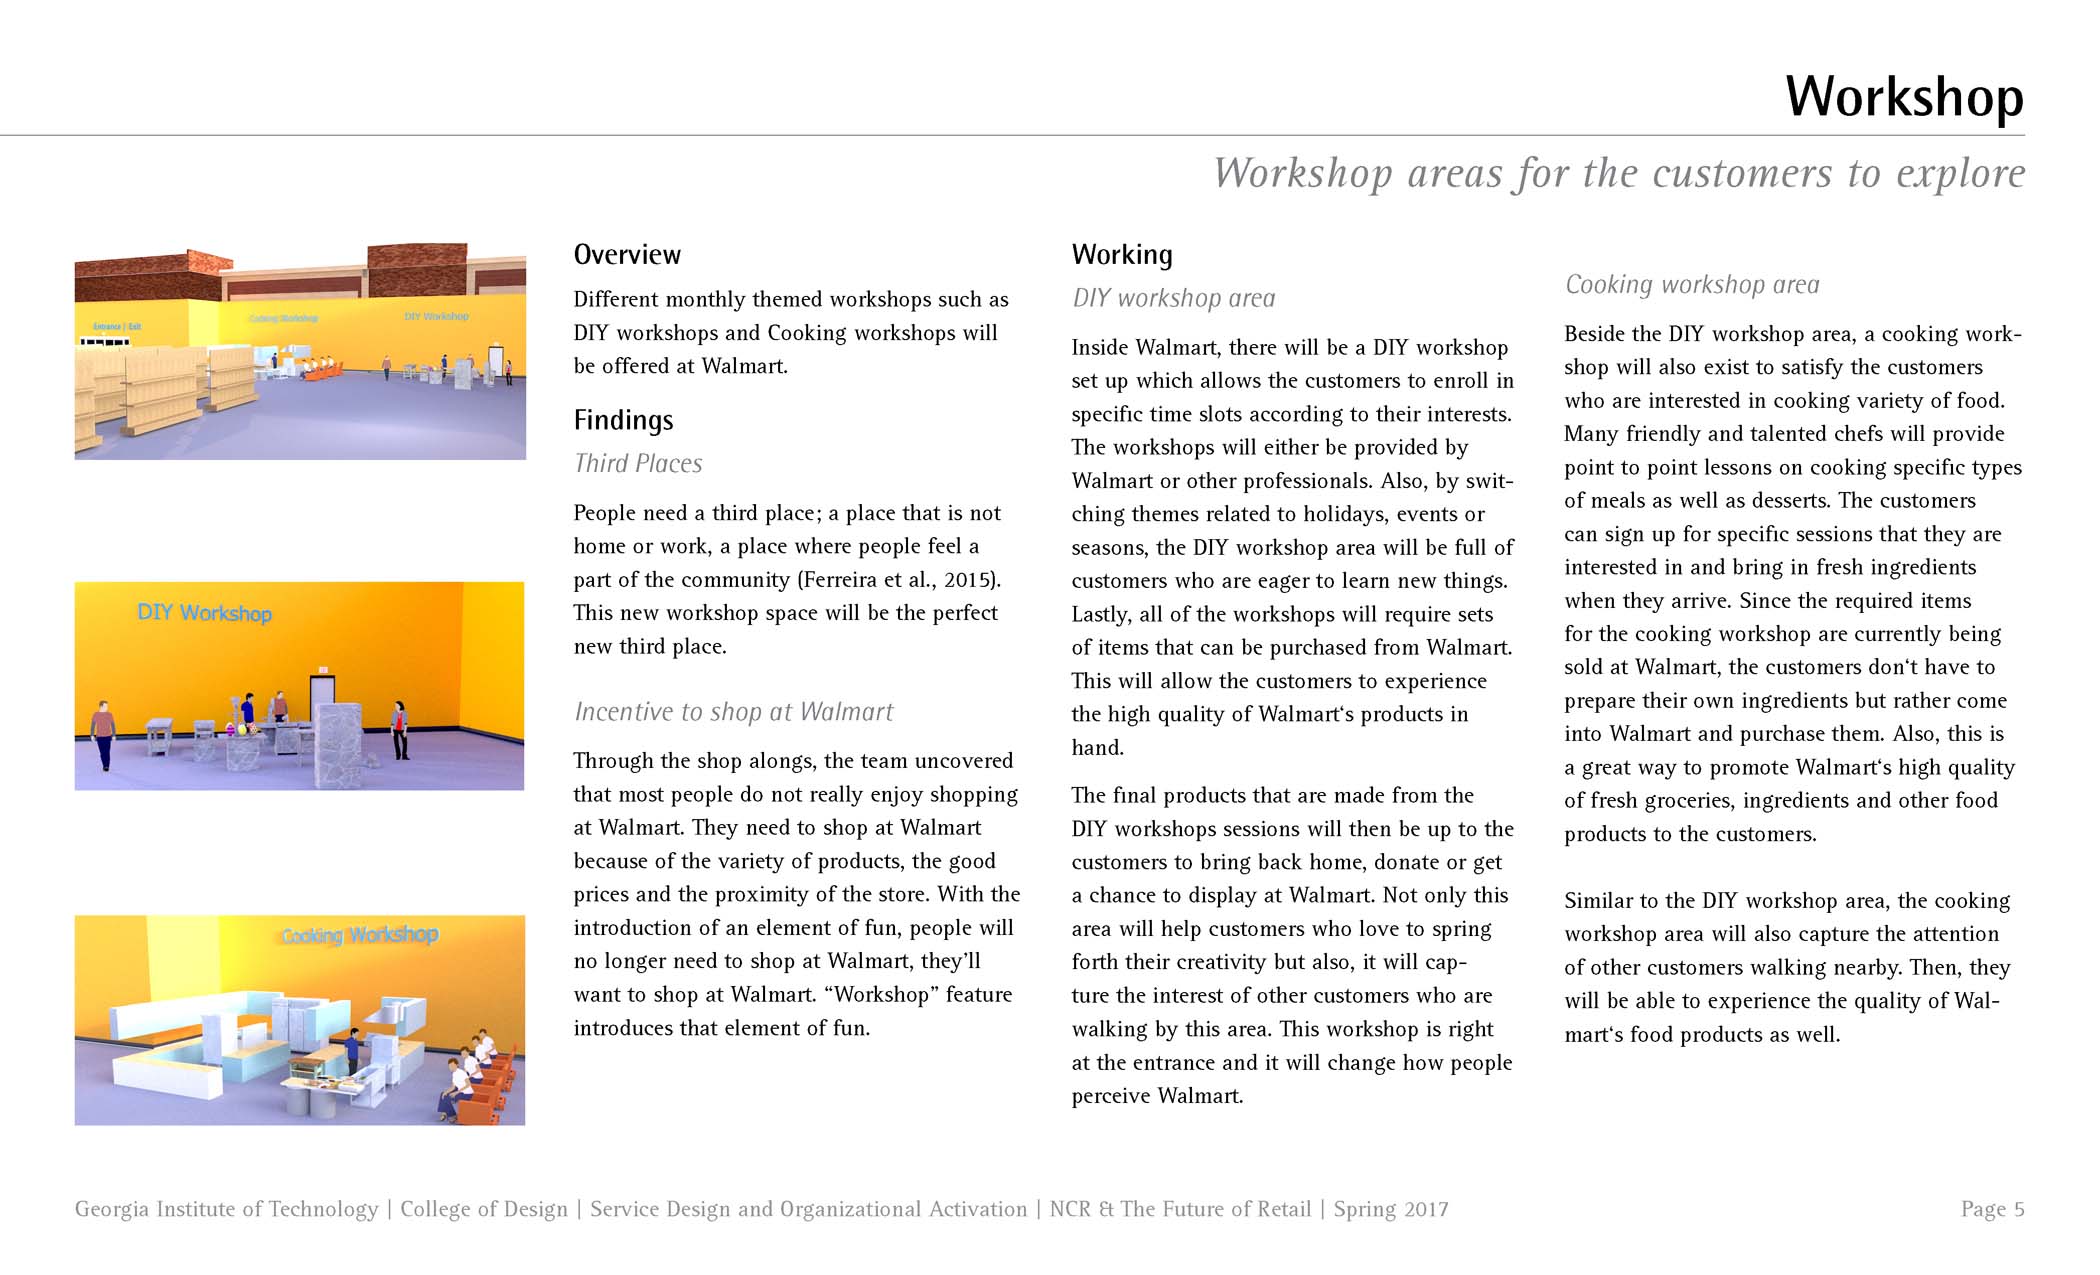 Workshop
Workshop areas for the customers to explore
Entrance | Exit
Cooking Workshop
DIY Workshop
DIY Workshop
Cooking Workshop
Overview
Different monthly themed workshops such as
DIY workshops and Cooking workshops will
be offered at Walmart.
Findings
Third Places
People need a third place; a place that is not
home or work, a place where people feel a
part of the community (Ferreira et al., 2015).
This new workshop space will be the perfect
new third place.
Incentive to shop at Walmart
Through the shop alongs, the team uncovered
that most people do not really enjoy shopping
at Walmart. They need to shop at Walmart
because of the variety of products, the good
prices and the proximity of the store. With the
introduction of an element of fun, people will
no longer need to shop at Walmart, they’ll
want to shop at Walmart. “Workshop” feature
introduces that element of fun.
Working
DIY workshop area
Inside Walmart, there will be a DIY workshop
set up which allows the customers to enroll in
specific time slots according to their interests.
The workshops will either be provided by
Walmart or other professionals. Also, by swit-
ching themes related to holidays, events or
seasons, the DIY workshop area will be full of
customers who are eager to learn new things.
Lastly, all of the workshops will require sets
of items that can be purchased from Walmart.
This will allow the customers to experience
the high quality of Walmart‘s products in
hand.
The final products that are made from the
DIY workshops sessions will then be up to the
customers to bring back home, donate or get
a chance to display at Walmart. Not only this
area will help customers who love to spring
forth their creativity but also, it will cap-
ture the interest of other customers who are
walking by this area. This workshop is right
at the entrance and it will change how people
perceive Walmart.
Cooking workshop area
Beside the DIY workshop area, a cooking work-
shop will also exist to satisfy the customers
who are interested in cooking variety of food.
Many friendly and talented chefs will provide
point to point lessons on cooking specific types
of meals as well as desserts. The customers
can sign up for specific sessions that they are
interested in and bring in fresh ingredients
when they arrive. Since the required items
for the cooking workshop are currently being
sold at Walmart, the customers don‘t have to
prepare their own ingredients but rather come
into Walmart and purchase them. Also, this is
a great way to promote Walmart‘s high quality
of fresh groceries, ingredients and other food
products to the customers.
Similar to the DIY workshop area, the cooking
workshop area will also capture the attention
of other customers walking nearby. Then, they
will be able to experience the quality of Wal-
mart‘s food products as well.
Georgia Institute of Technology | College of Design | Service Design and Organizational Activation | NCR & The Future of Retail | Spring 2017
Page 5